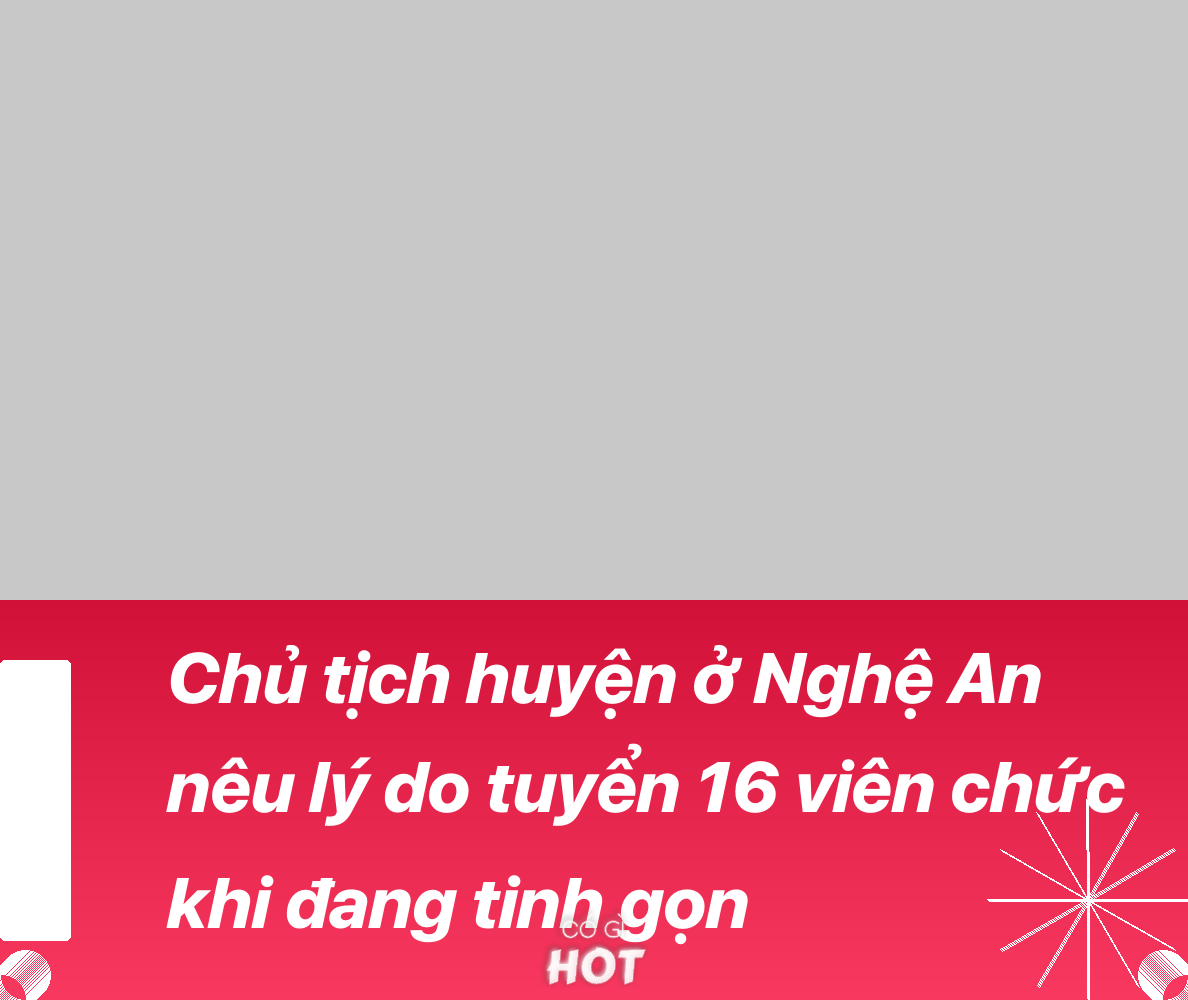 Chủ tịch huyện ở Nghệ An
nêu lý do tuyển 16 viên chức
khi đang tinh gọn
CÓ GÌ
HOT